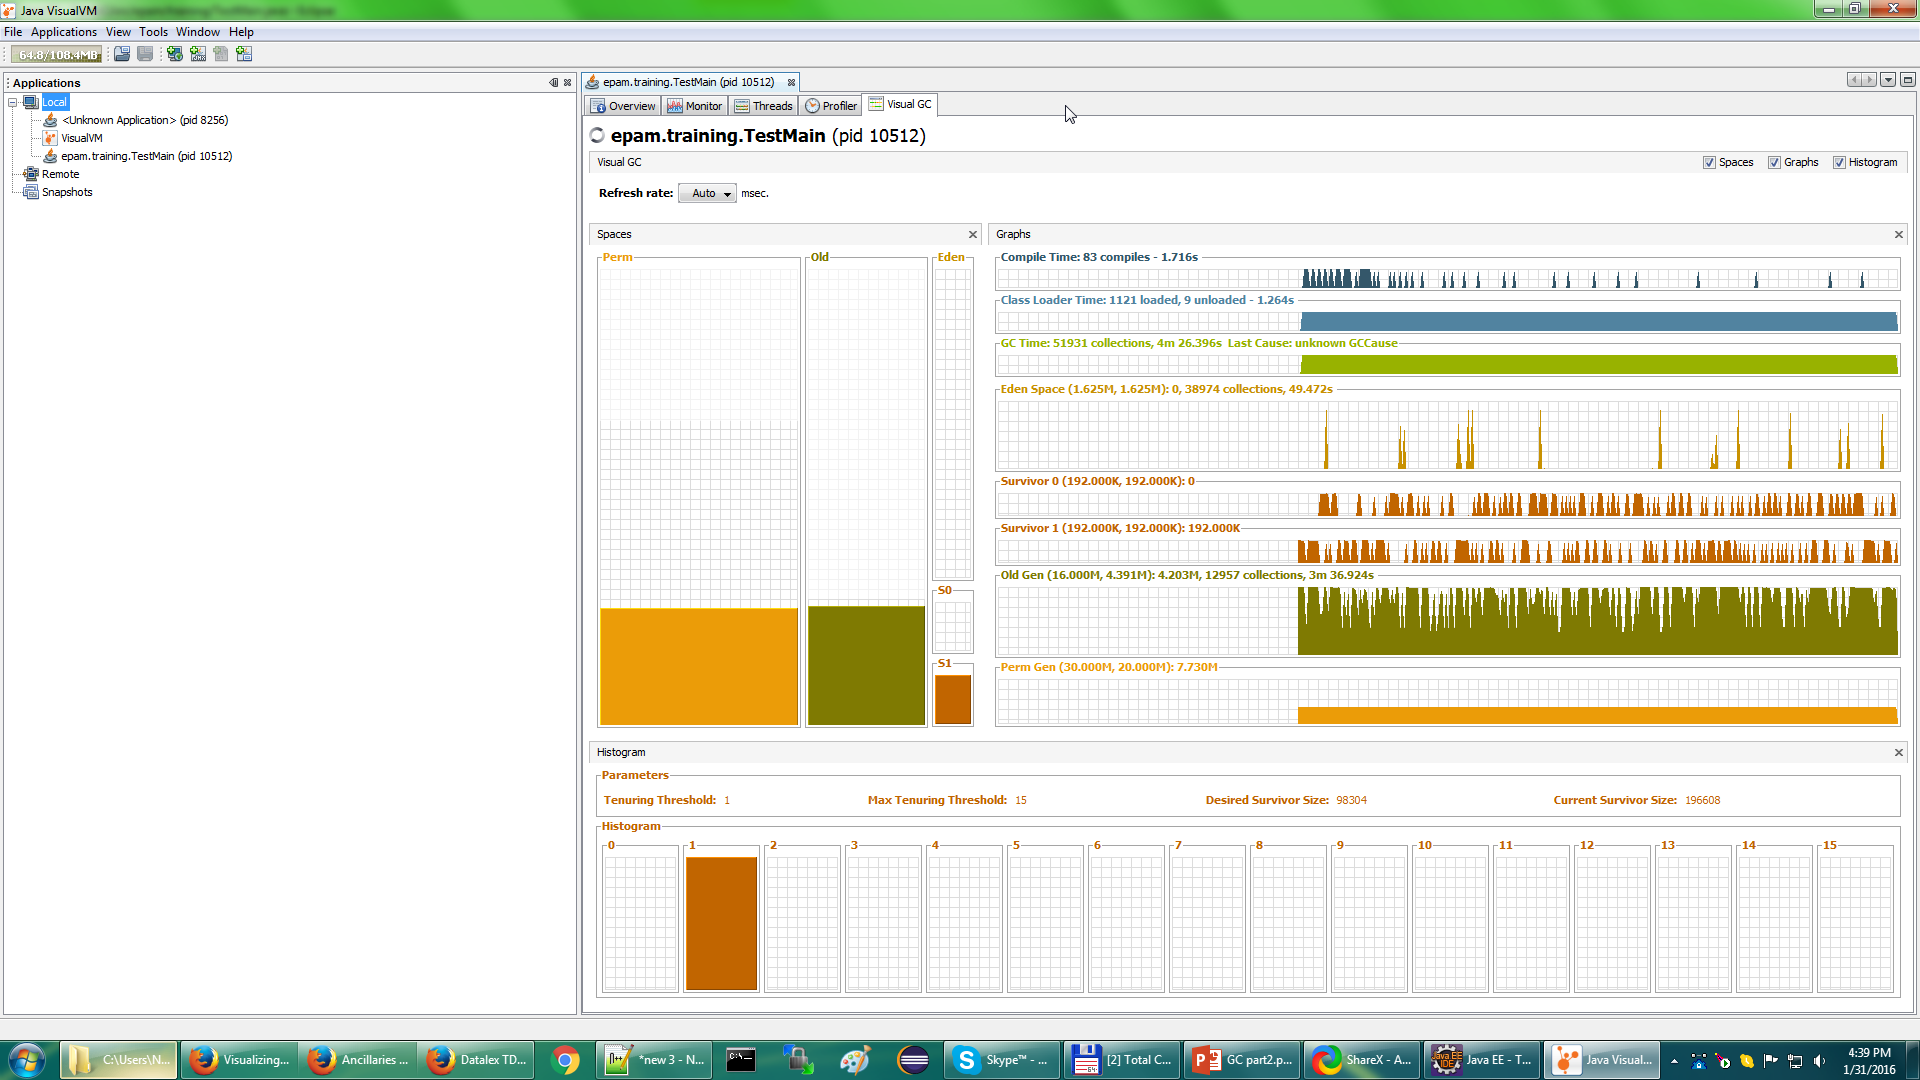 Java VisualVM
File Applications View Tools Window Help
64.8/108.4MB
Applications
Local
<Unknown Application> (pid 8256)
VisualVM
epam.training.TestMain (pid 10512)
Remote
Snapshots
epam.training.TestMain (pid 10512)
Overview Monitor Threads Profiler Visual GC
epam.training.TestMain (pid 10512)
Visual GC
Spaces Graphs Histogram
Refresh rate: Auto msec.
Spaces
Perm Old Eden
S0
S1
Graphs
Compile Time: 83 compiles - 1.716s
Class Loader Time: 1121 loaded, 9 unloaded - 1.264s
GC Time: 51931 collections, 4m 26.396s Last Cause: unknown GCCause
Eden Space (1.625M, 1.625M): 0, 38974 collections, 49.472s
Survivor 0 (192.000K, 192.000K): 0
Survivor 1 (192.000K, 192.000K): 192.000K
Old Gen (16.000M, 4.391M): 4.203M, 12957 collections, 3m 36.924s
Perm Gen (30.000M, 20.000M): 7.730M
Histogram
Parameters
Tenuring Threshold: 1 Max Tenuring Threshold: 15 Desired Survivor Size: 98304 Current Survivor Size: 196608
Histogram
0 1 2 3 4 5 6 7 8 9 10 11 12 13 14 15
C:\Users\N... Visualizing... Ancillaries ... Datalex TD... *new 3 - N... Skype™ - ... [2] Total C... GC part2.p... ShareX - A... Java EE - T... Java Visual...
4:39 PM
1/31/2016